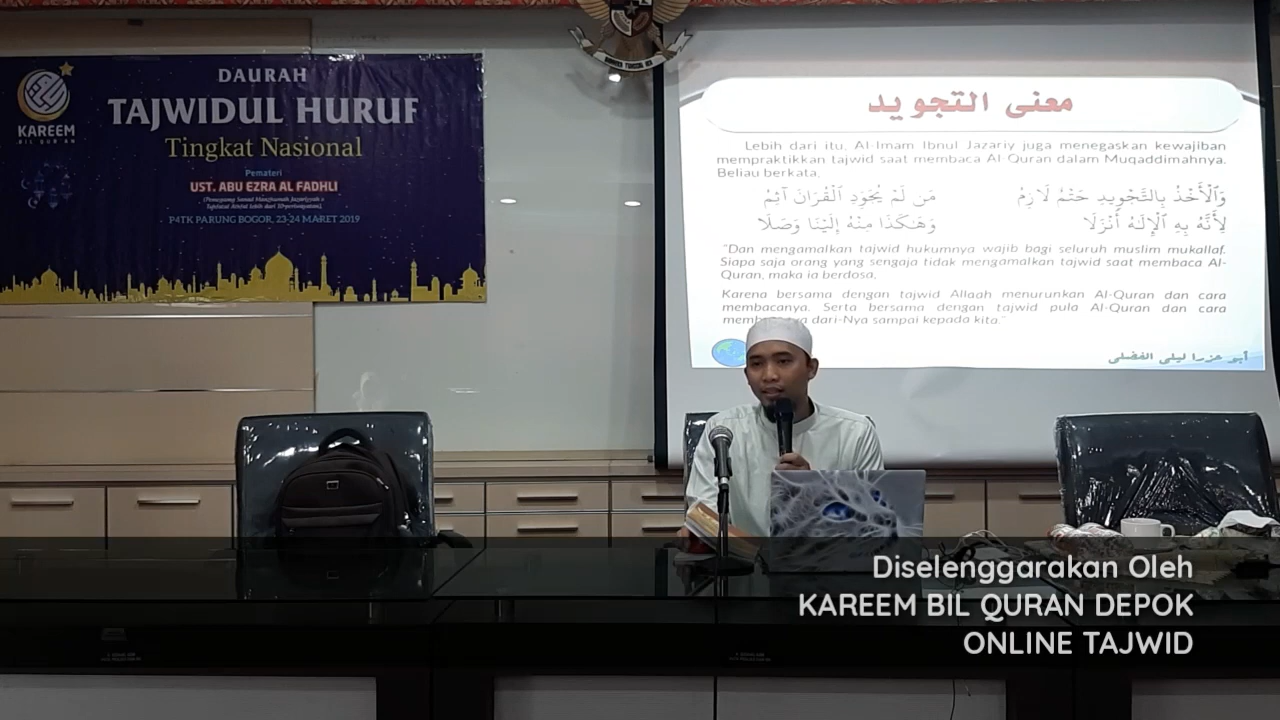 KAREEM
BIL QUR'AN
DAURAH
TAJWIDUL HURUF
Tingkat Nasional
Pemateri
UST. ABU EZRA AL FADHLI
P4TK PARUNG BOGOR, 23-24 MARET 2019
معنى التجويد
Lebih dari itu, Al-Imam Ibnul Jazariy juga menegaskan kewajiban
mempraktikkan tajwid saat membaca Al-Quran dalam Muqaddimahnya.
Beliau berkata,
وَالْأَخْذُ بِالتَّجْوِيدِ حَتْمٌ لَازِمُ مَن لَمْ يُجَوِّدِ الْقُرَانَ آثِمُ
لِأَنَّهُ بِهِ الْإِلَهُ أَنْزَلَا وَهَكَذَا مِنْهُ إِلَيْنَا وَصَلَا
"Dan mengamalkan tajwid hukumnya wajib bagi seluruh muslim mukallaf.
Siapa saja orang yang sengaja tidak mengamalkan tajwid saat membaca Al-
Quran, maka ia berdosa,
Karena bersama dengan tajwid Allaah menurunkan Al-Quran dan cara
membacanya. Serta bersama dengan tajwid pula Al-Quran dan cara
dari-Nya sampai kepada kita."
أبو عزرا ليلى الفضلى
Diselenggarakan Oleh
KAREEM BIL QURAN DEPOK
ONLINE TAJWID